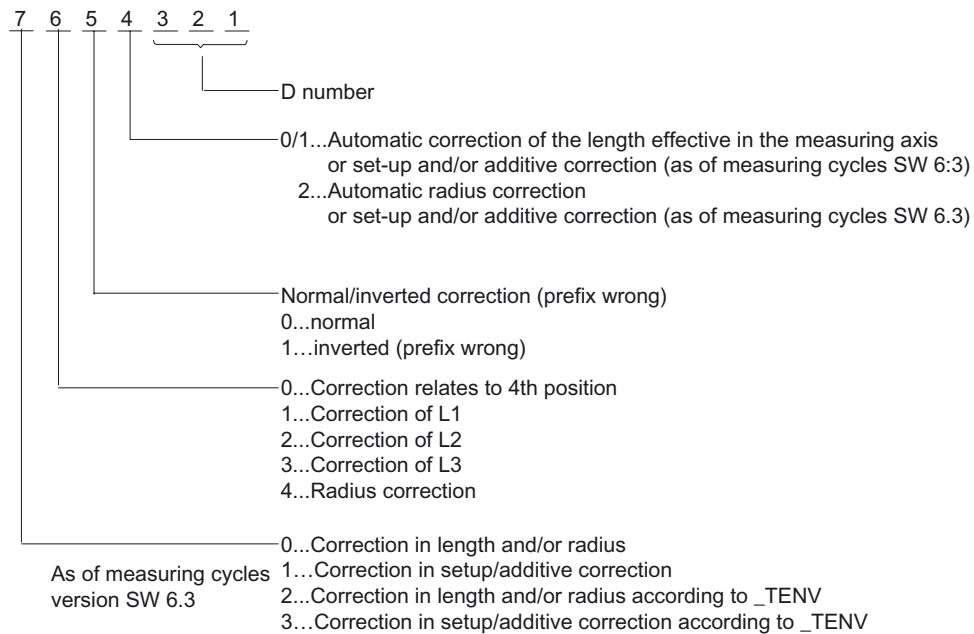 7 6 5 4 3 2 1
D number
0/1...Automatic correction of the length effective in the measuring axis
or set-up and/or additive correction (as of measuring cycles SW 6:3)
2...Automatic radius correction
or set-up and/or additive correction (as of measuring cycles SW 6.3)
Normal/inverted correction (prefix wrong)
0...normal
1…inverted (prefix wrong)
0...Correction relates to 4th position
1...Correction of L1
2...Correction of L2
3...Correction of L3
4...Radius correction
0...Correction in length and/or radius
1…Correction in setup/additive correction
2...Correction in length and/or radius according to _TENV
3…Correction in setup/additive correction according to _TENV
As of measuring cycles
version SW 6.3